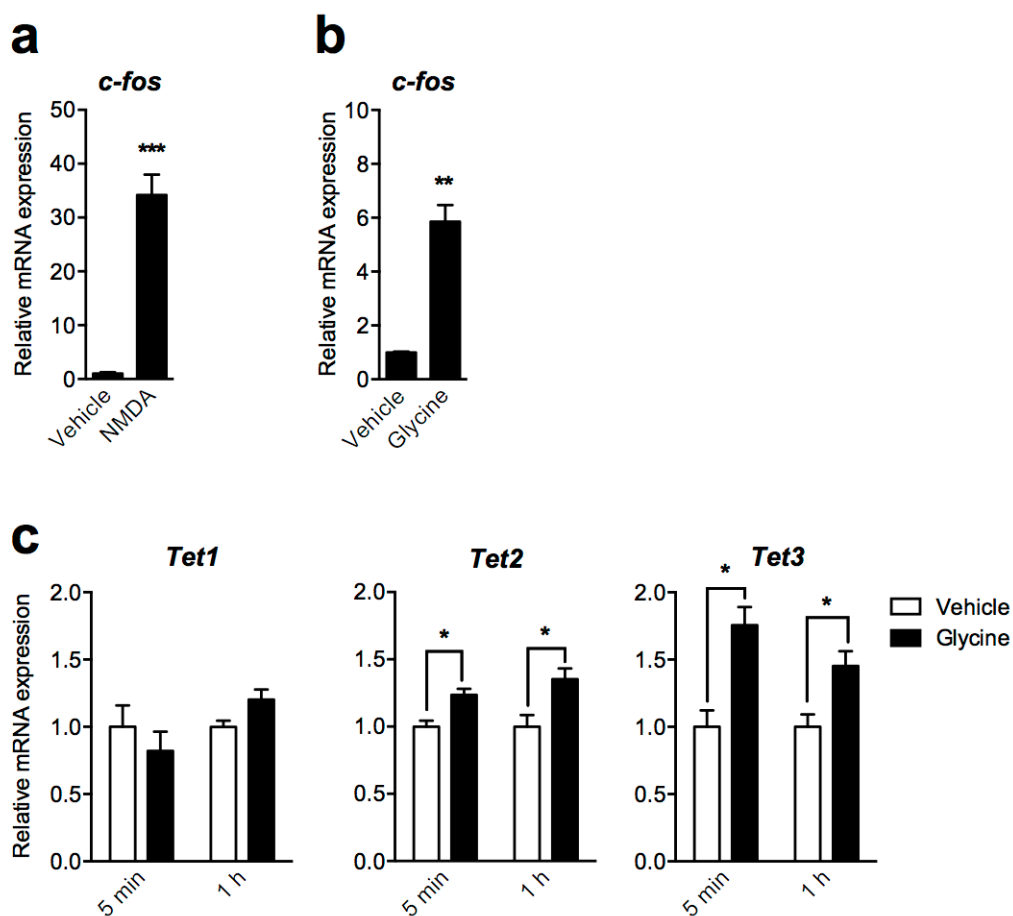 a
c-fos
Relative mRNA expression
50
40
30
20
10
0
***
Vehicle
NMDA
b
c-fos
Relative mRNA expression
10
8
6
4
2
0
**
Vehicle
Glycine
c
Tet1
Relative mRNA expression
2.0
1.5
1.0
0.5
0.0
5 min
1 h
Tet2
2.0
1.5
1.0
0.5
0.0
*
*
5 min
1 h
Tet3
2.0
1.5
1.0
0.5
0.0
*
*
5 min
1 h
Vehicle
Glycine